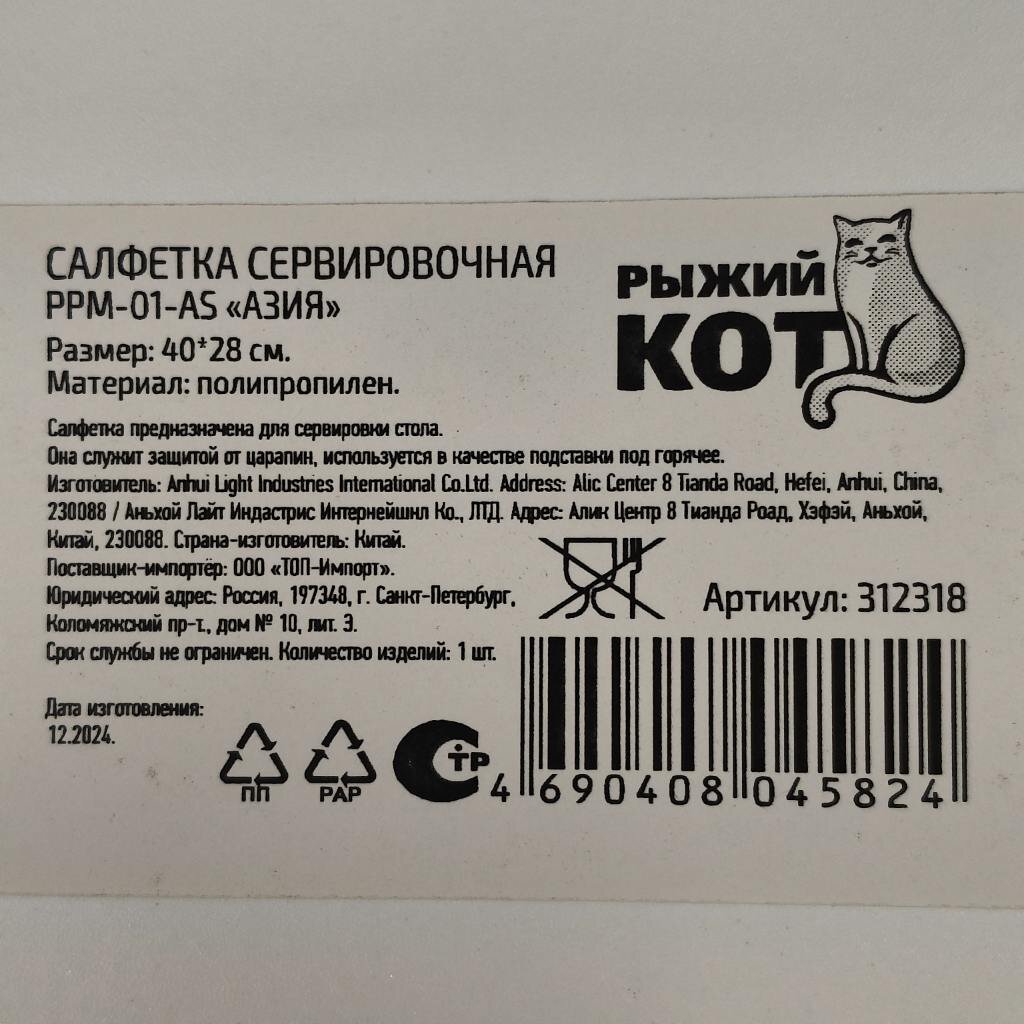 САЛФЕТКА СЕРВИРОВОЧНАЯ
PPM-01-AS «АЗИЯ»
Размер: 40*28 см.
Материал: полипропилен.
РЫЖИЙ
КОТ
Салфетка предназначена для сервировки стола.
Она служит защитой от царапин, используется в качестве подставки под горячее.
Изготовитель: Anhui Light Industries International Co.Ltd. Address: Alic Center 8 Tianda Road, Hefei, Anhui, China,
230088 / Аньхой Лайт Индастрис Интернейшнл Ко., ЛТД. Адрес: Алик Центр 8 Тианда Роад, Хэфэй, Аньхой,
Китай, 230088. Страна-изготовитель: Китай.
Поставщик-импортёр: ООО «ТОП-Импорт».
Юридический адрес: Россия, 197348, г. Санкт-Петербург,
Коломяжский пр-т., дом № 10, лит. Э.
Срок службы не ограничен. Количество изделий: 1 шт.
Артикул: 312318
Дата изготовления:
12.2024.
ПП
PAP
СТР
4 690408 045824